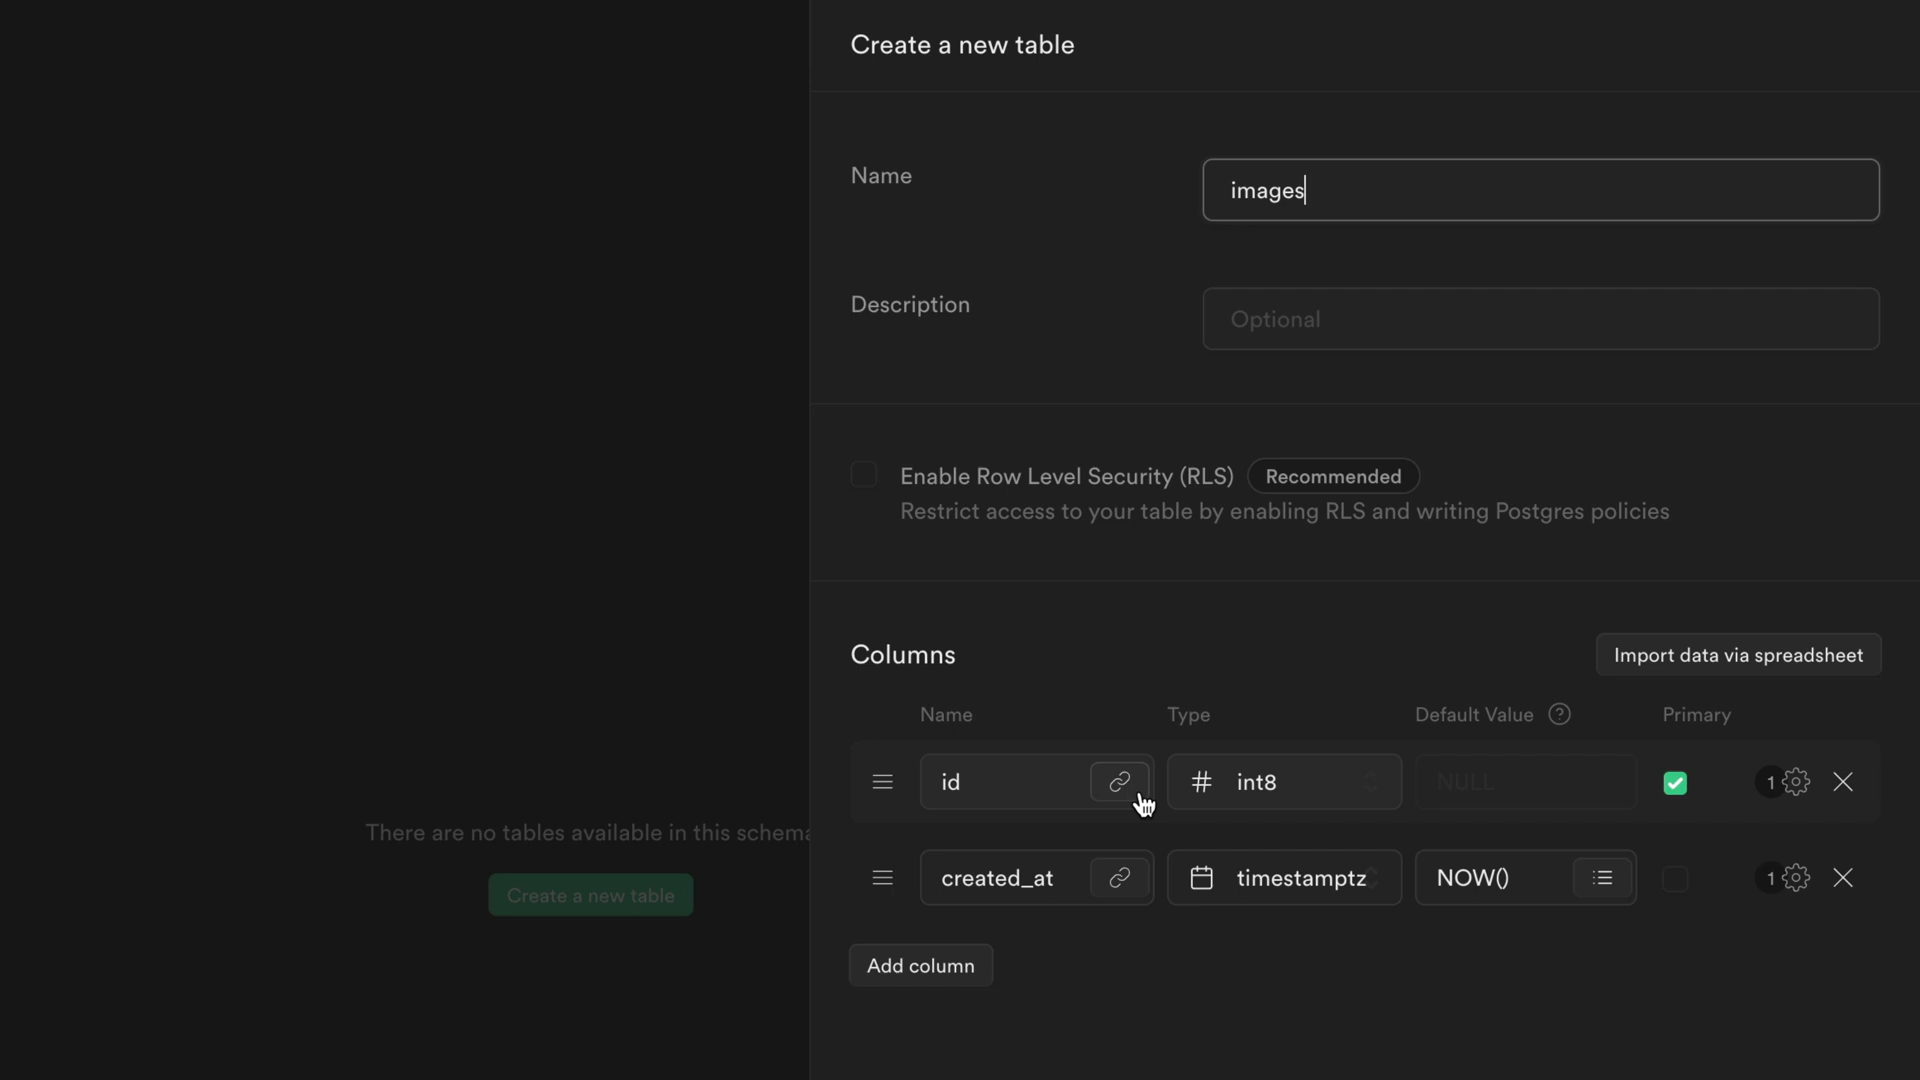 Create a new table
Name
images
Description
Optional
Enable Row Level Security (RLS) Recommended
Restrict access to your table by enabling RLS and writing Postgres policies
Columns
Import data via spreadsheet
Name Type Default Value ? Primary
id # int8 NULL 1
created_at timestamptz NOW() 1
Add column
There are no tables available in this schema
Create a new table